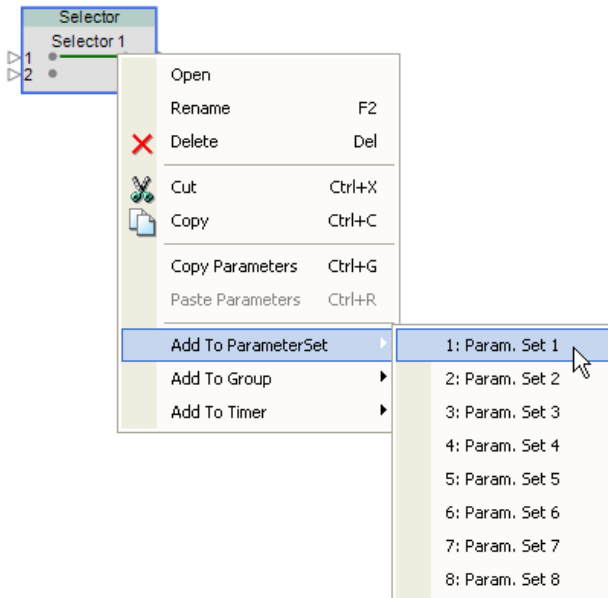 Selector
Selector 1
1
2
Open
Rename F2
Delete Del
Cut Ctrl+X
Copy Ctrl+C
Copy Parameters Ctrl+G
Paste Parameters Ctrl+R
Add To ParameterSet
Add To Group
Add To Timer
1: Param. Set 1
2: Param. Set 2
3: Param. Set 3
4: Param. Set 4
5: Param. Set 5
6: Param. Set 6
7: Param. Set 7
8: Param. Set 8